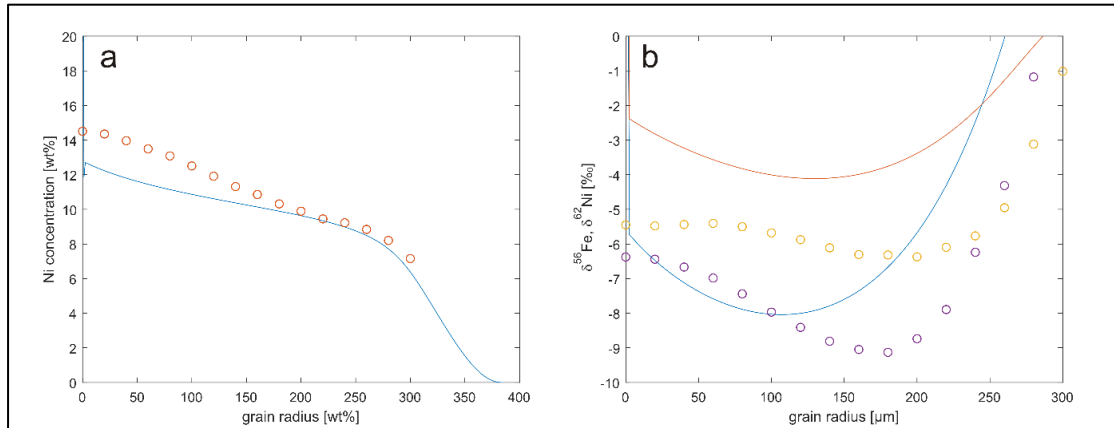 a
20
18
16
14
12
10
8
6
4
2
0
Ni concentration [wt%]
0 50 100 150 200 250 300 350 400
grain radius [wt%]
b
0
-1
-2
-3
-4
-5
-6
-7
-8
-9
-10
δ⁵⁶Fe, δ⁶²Ni [‰]
0 50 100 150 200 250 300
grain radius [µm]